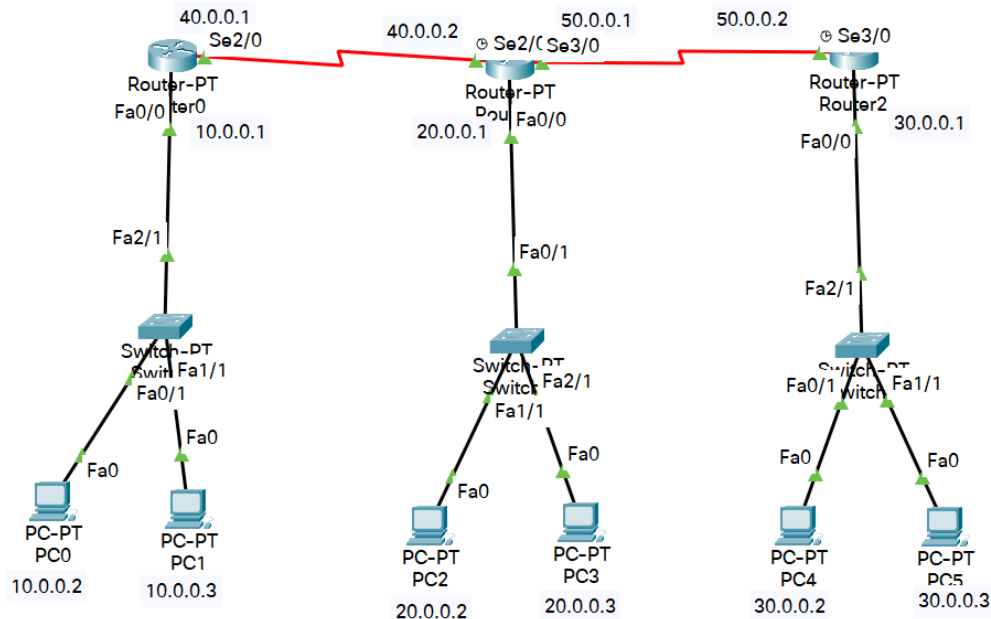 40.0.0.1
50.0.0.1
50.0.0.2
40.0.0.2
Se2/0
Se3/0
Se3/0
Router-PT
Router-PT
Router-PT
Router2
Fa0/0
10.0.0.1
20.0.0.1
Fa0/0
30.0.0.1
Fa0/0
Fa2/1
Fa0/1
Fa2/1
Switch-PT
Switch-PT
Switch-PT
Fa1/1
Fa0/1
Fa2/1
Fa1/1
Fa0/1
Fa1/1
Fa0
Fa0
Fa0
Fa0
Fa0
Fa0
PC-PT
PC0
PC-PT
PC1
PC-PT
PC2
PC-PT
PC3
PC-PT
PC4
PC-PT
PC5
10.0.0.2
10.0.0.3
20.0.0.2
20.0.0.3
30.0.0.2
30.0.0.3